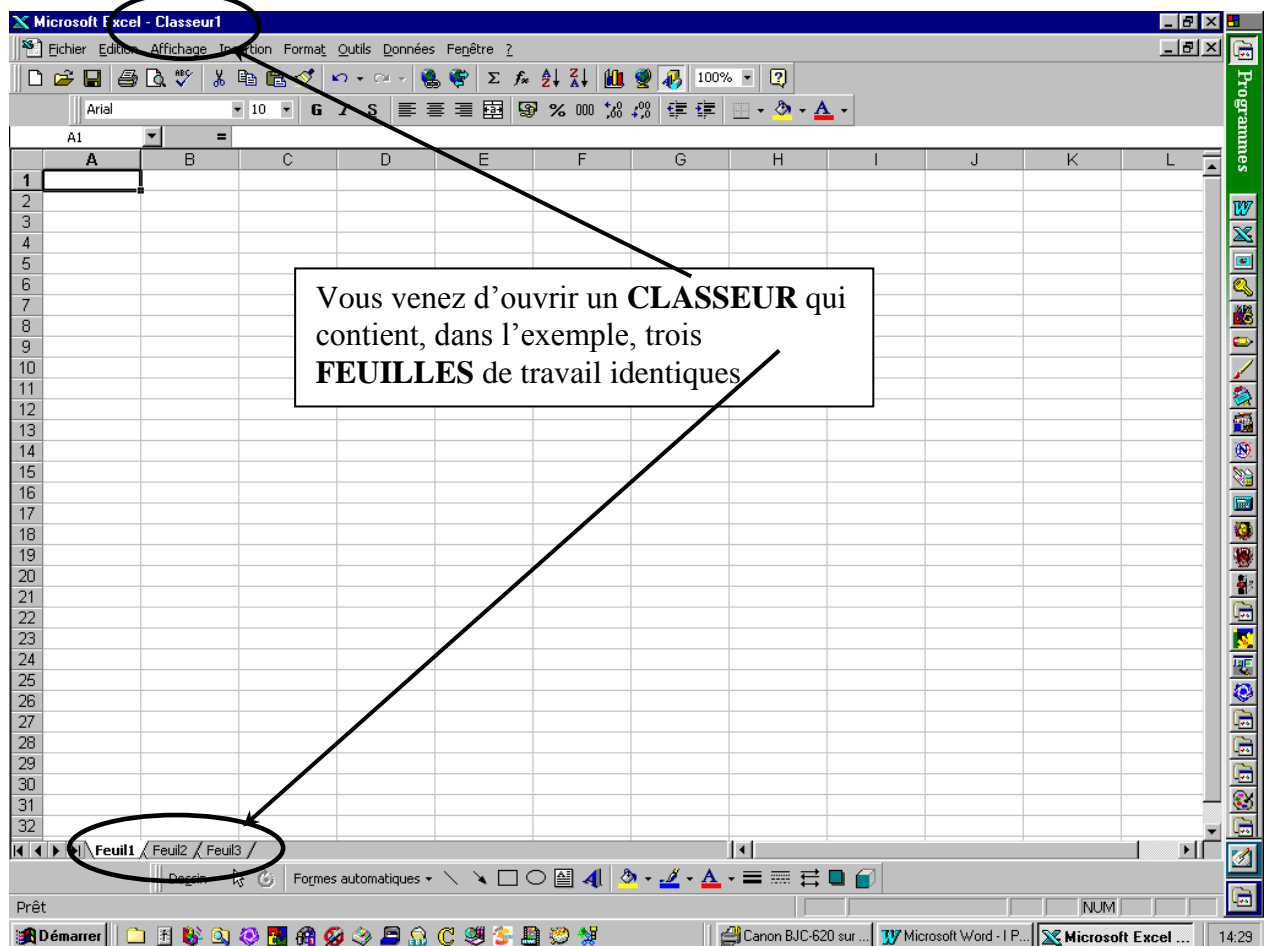 Microsoft Excel - Classeur1
Fichier Edition Affichage Insertion Format Outils Données Fenêtre ?
100%
Arial 10 G I S % 000
A1 =
A B C D E F G H I J K L
1
2
3
4
5
6
7
8
9
10
11
12
13
14
15
16
17
18
19
20
21
22
23
24
25
26
27
28
29
30
31
32
Vous venez d’ouvrir un CLASSEUR qui
contient, dans l’exemple, trois
FEUILLES de travail identiques
Feuil1 Feuil2 Feuil3
Dessin Formes automatiques
Prêt NUM
Démarrer Canon BJC-620 sur ... Microsoft Word - I P... Microsoft Excel ... 14:29
Programmes